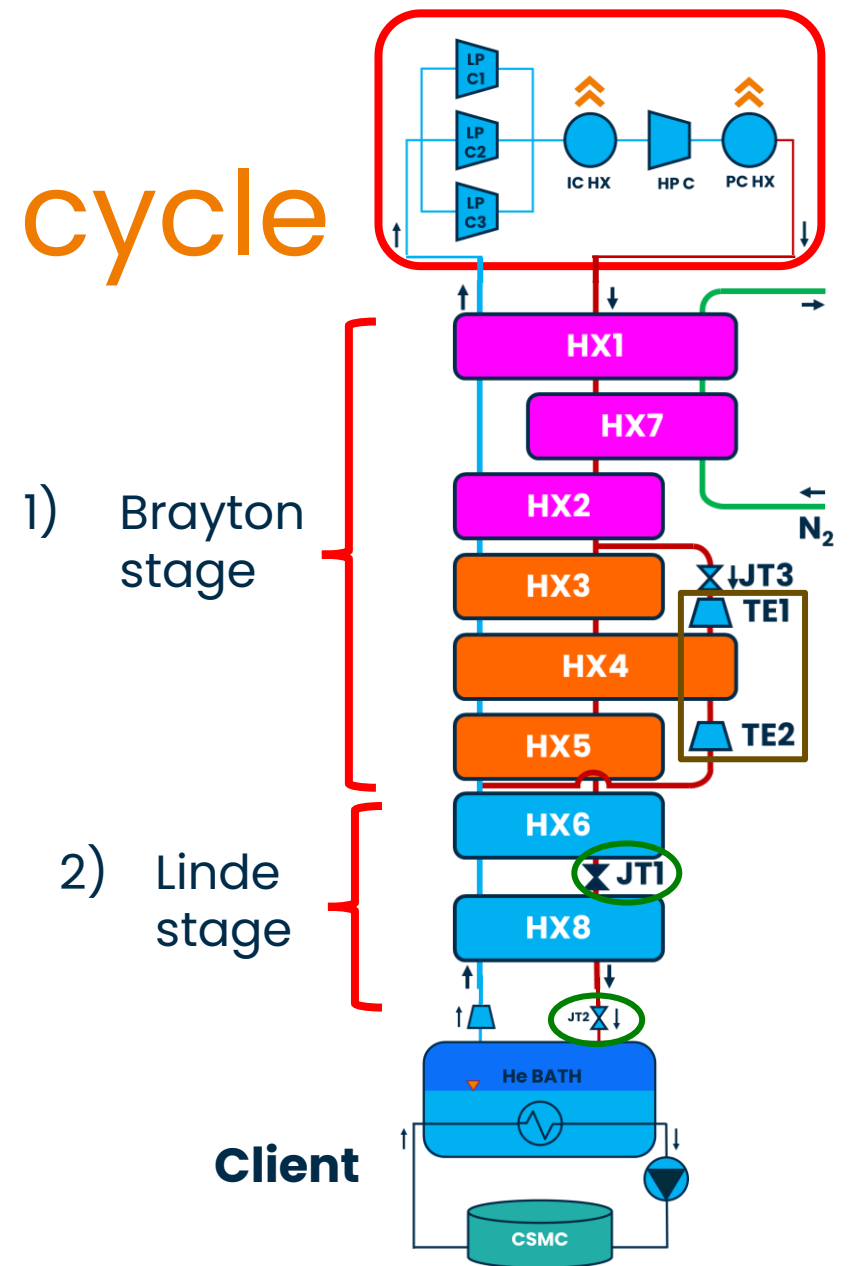 LP
C1
LP
C2
LP
C3
IC HX
HP C
PC HX
cycle
HX1
HX7
HX2
N₂
1) Brayton
stage
HX3
JT3
TE1
HX4
HX5
TE2
HX6
2) Linde
stage
JT1
HX8
JT2
He BATH
Client
CSMC